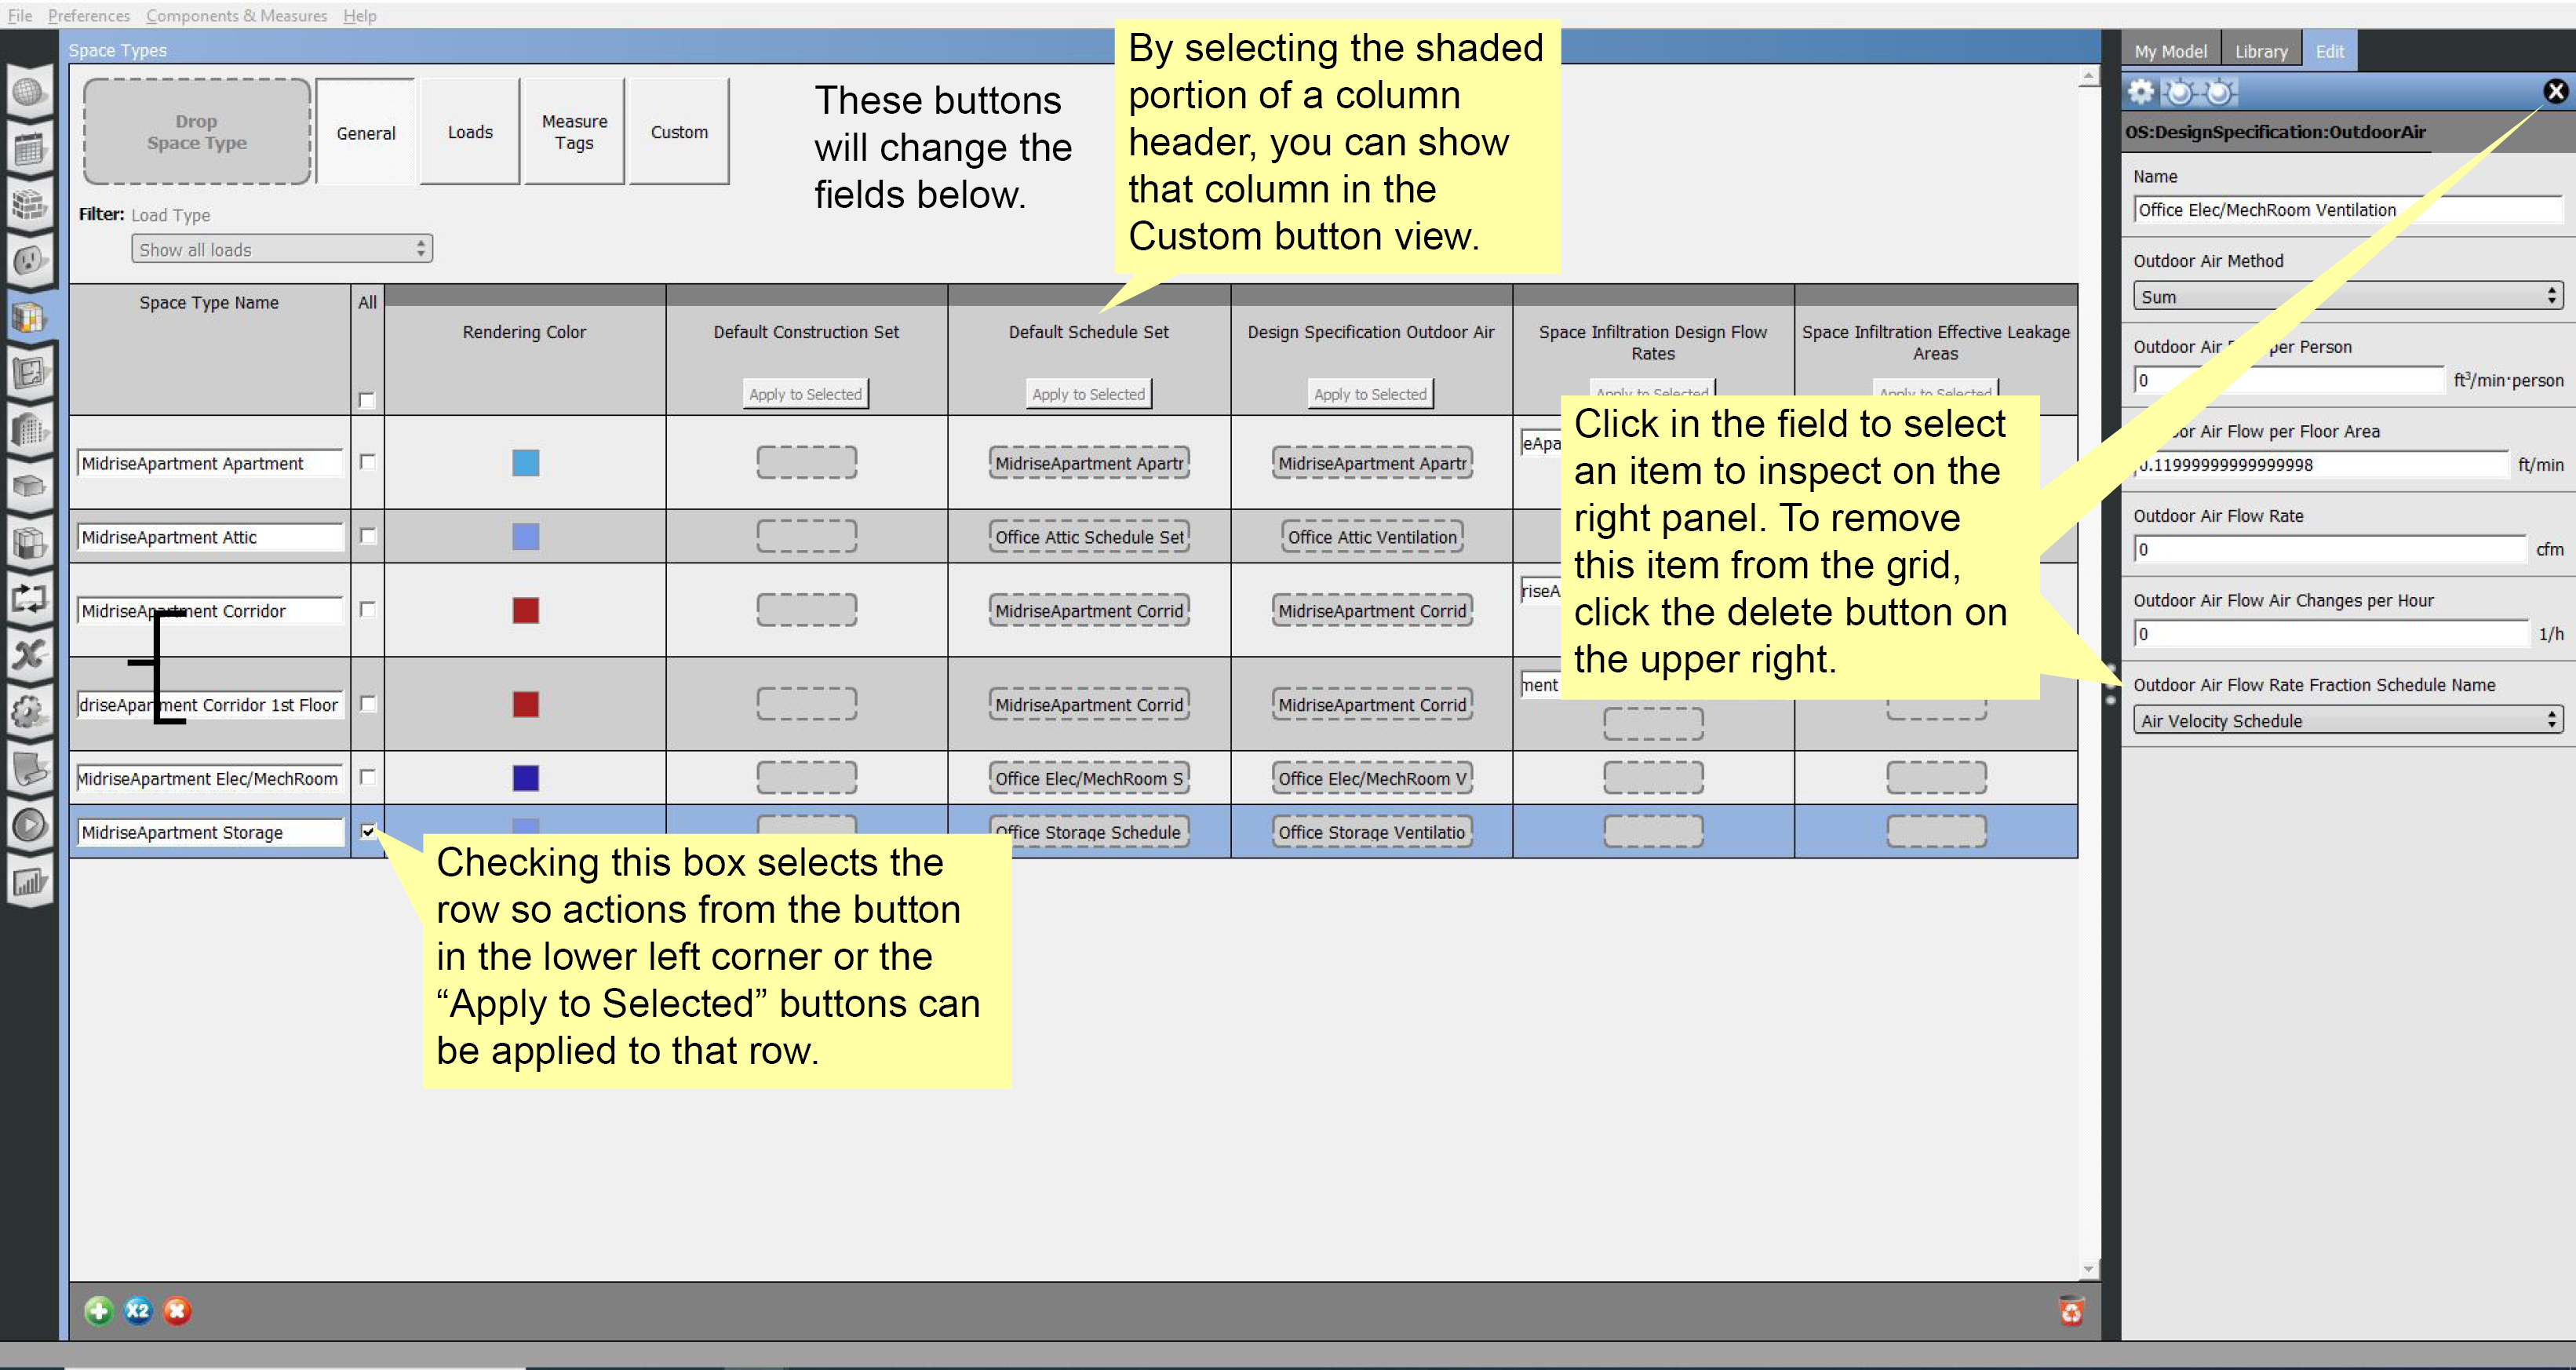 File Preferences Components & Measures Help
Space Types
Drop
Space Type
General
Loads
Measure
Tags
Custom
These buttons
will change the
fields below.
By selecting the shaded
portion of a column
header, you can show
that column in the
Custom button view.
Filter: Load Type
Show all loads
Space Type Name
All
Rendering Color
Default Construction Set
Default Schedule Set
Design Specification Outdoor Air
Space Infiltration Design Flow
Rates
Space Infiltration Effective Leakage
Areas
Apply to Selected
Apply to Selected
Apply to Selected
Apply to Selected
Apply to Selected
MidriseApartment Apartment
MidriseApartment Apartr
MidriseApartment Apartr
eApa
MidriseApartment Attic
Office Attic Schedule Set
Office Attic Ventilation
MidriseApartment Corridor
MidriseApartment Corrid
MidriseApartment Corrid
riseA
driseApartment Corridor 1st Floor
MidriseApartment Corrid
MidriseApartment Corrid
ment
MidriseApartment Elec/MechRoom
Office Elec/MechRoom S
Office Elec/MechRoom V
MidriseApartment Storage
Office Storage Schedule
Office Storage Ventilatio
Click in the field to select
an item to inspect on the
right panel. To remove
this item from the grid,
click the delete button on
the upper right.
Checking this box selects the
row so actions from the button
in the lower left corner or the
“Apply to Selected” buttons can
be applied to that row.
X2
My Model
Library
Edit
OS:DesignSpecification:OutdoorAir
Name
Office Elec/MechRoom Ventilation
Outdoor Air Method
Sum
Outdoor Air per Person
0 ft³/min·person
or Air Flow per Floor Area
0.11999999999999998 ft/min
Outdoor Air Flow Rate
0 cfm
Outdoor Air Flow Air Changes per Hour
0 1/h
Outdoor Air Flow Rate Fraction Schedule Name
Air Velocity Schedule